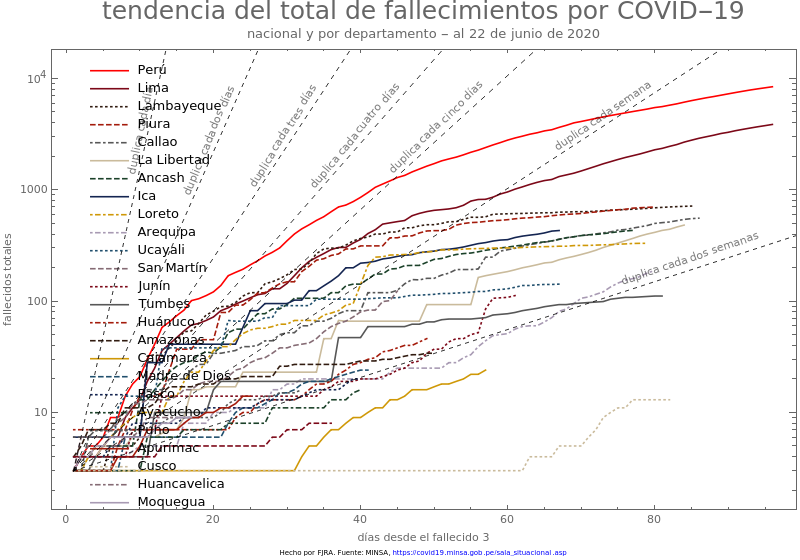 tendencia del total de fallecimientos por COVID−19
nacional y por departamento − al 22 de junio de 2020
fallecidos totales
10⁴
1000
100
10
Perú
Lima
Lambayeque
Piura
Callao
La Libertad
Ancash
Ica
Loreto
Arequipa
Ucayali
San Martín
Junín
Tumbes
Huánuco
Amazonas
Cajamarca
Madre de Dios
Pasco
Ayacucho
Puno
Apurímac
Cusco
Huancavelica
Moquegua
duplica cada día
duplica cada dos días
duplica cada tres días
duplica cada cuatro días
duplica cada cinco días
duplica cada semana
duplica cada dos semanas
0 20 40 60 80
días desde el fallecido 3
Hecho por FJRA. Fuente: MINSA, https://covid19.minsa.gob.pe/sala_situacional.asp